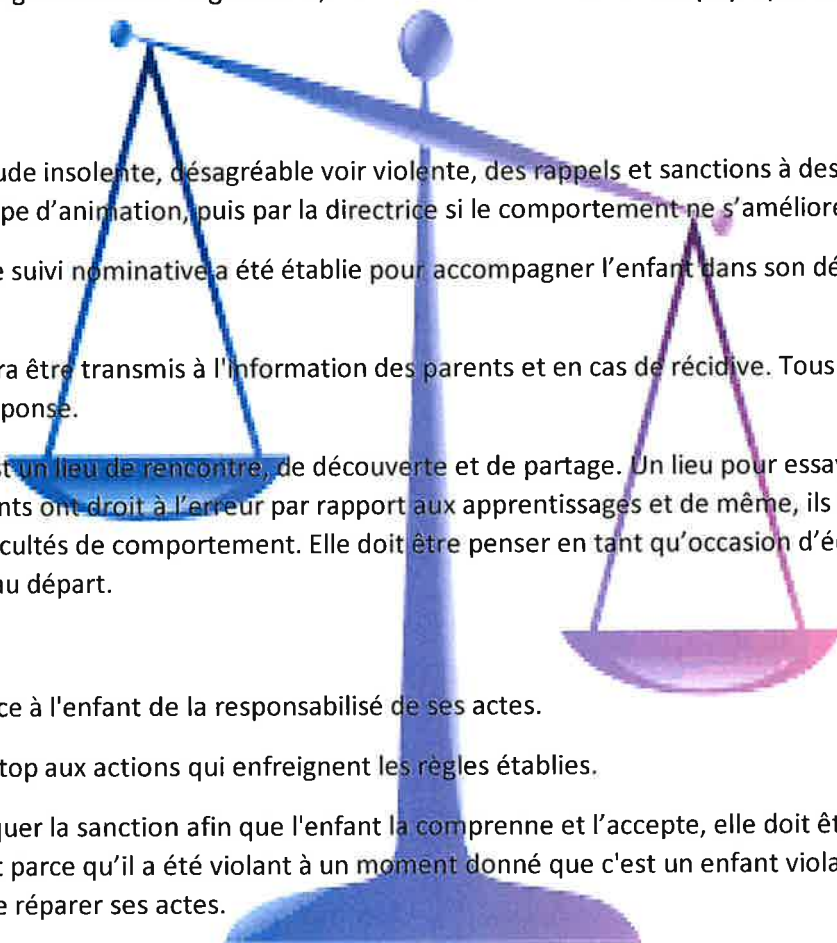 ude insolente, désagréable voir violente, des rappels et sanctions à des
pe d'animation, puis par la directrice si le comportement ne s'améliore
e suivi nominative a été établie pour accompagner l'enfant dans son dé
ra être transmis à l'information des parents et en cas de récidive. Tous
ponse.
st un lieu de rencontre, de découverte et de partage. Un lieu pour essay
nts ont droit à l'erreur par rapport aux apprentissages et de même, ils
cultés de comportement. Elle doit être penser en tant qu'occasion d'é
au départ.
ce à l'enfant de la responsabilisé de ses actes.
top aux actions qui enfreignent les règles établies.
quer la sanction afin que l'enfant la comprenne et l'accepte, elle doit êt
t parce qu'il a été violant à un moment donné que c'est un enfant viola
e réparer ses actes.